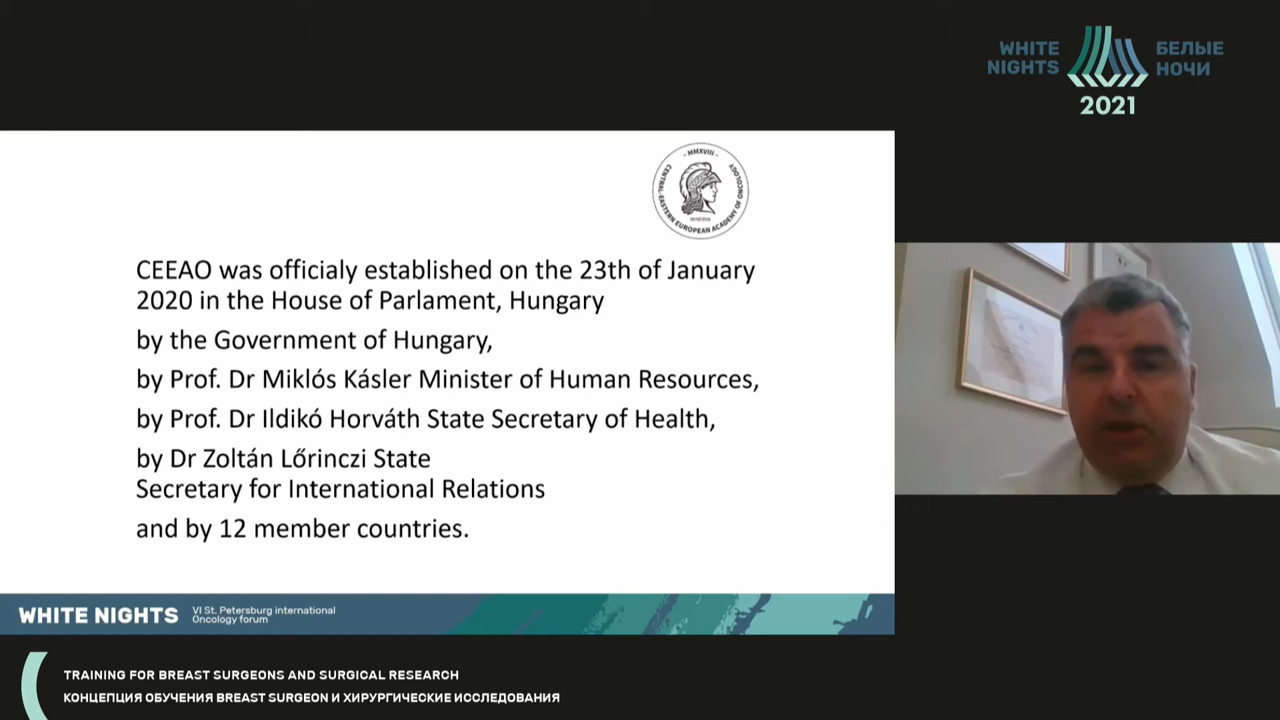 WHITE
NIGHTS
БЕЛЫЕ
НОЧИ
2021
- MMXVIII -
CENTRAL-EASTERN EUROPEAN ACADEMY OF ONCOLOGY
MINERVA
CEEAO was officialy established on the 23th of January
2020 in the House of Parlament, Hungary
by the Government of Hungary,
by Prof. Dr Miklós Kásler Minister of Human Resources,
by Prof. Dr Ildikó Horváth State Secretary of Health,
by Dr Zoltán Lőrinczi State
Secretary for International Relations
and by 12 member countries.
WHITE NIGHTS
VI St. Petersburg international
Oncology forum
TRAINING FOR BREAST SURGEONS AND SURGICAL RESEARCH
КОНЦЕПЦИЯ ОБУЧЕНИЯ BREAST SURGEON И ХИРУРГИЧЕСКИЕ ИССЛЕДОВАНИЯ